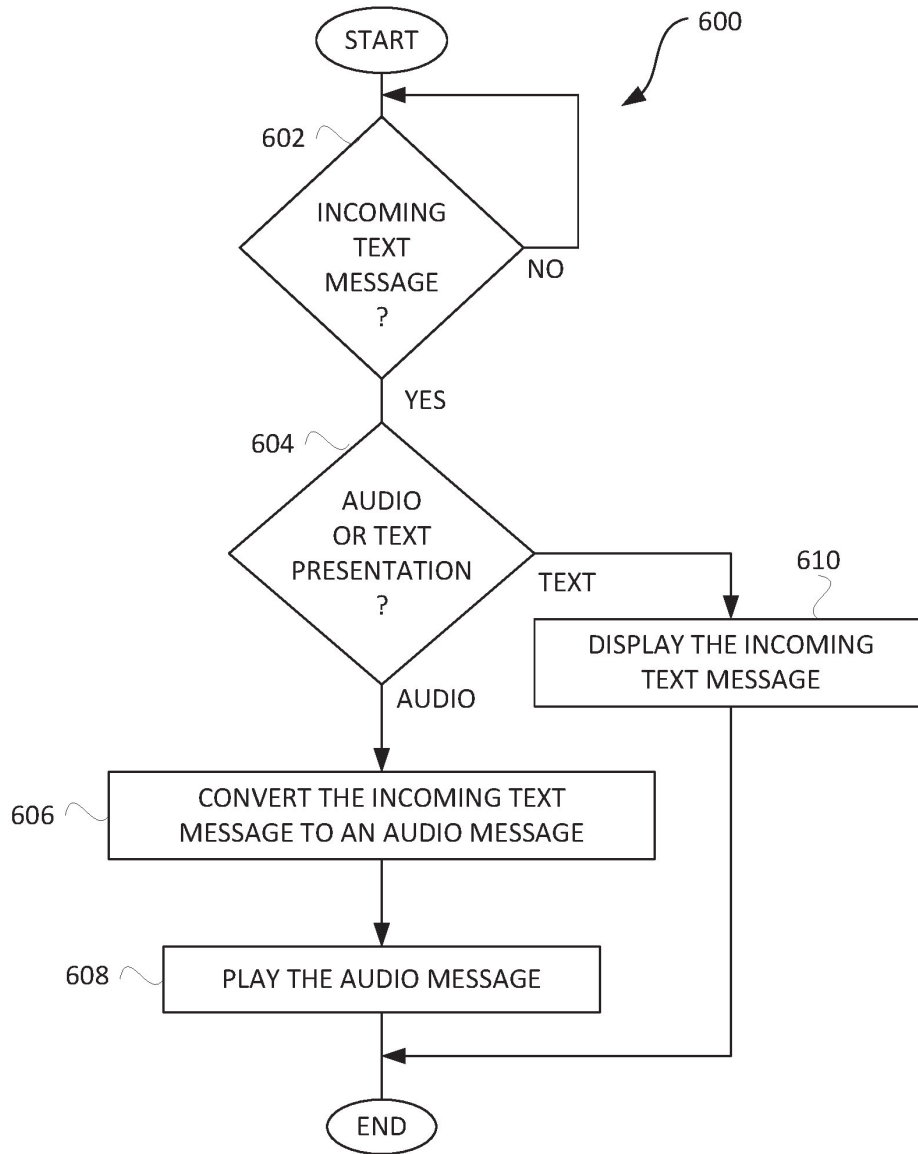 START
600
602
INCOMING
TEXT
MESSAGE
?
NO
YES
604
AUDIO
OR TEXT
PRESENTATION
?
TEXT
610
DISPLAY THE INCOMING
TEXT MESSAGE
AUDIO
606
CONVERT THE INCOMING TEXT
MESSAGE TO AN AUDIO MESSAGE
608
PLAY THE AUDIO MESSAGE
END